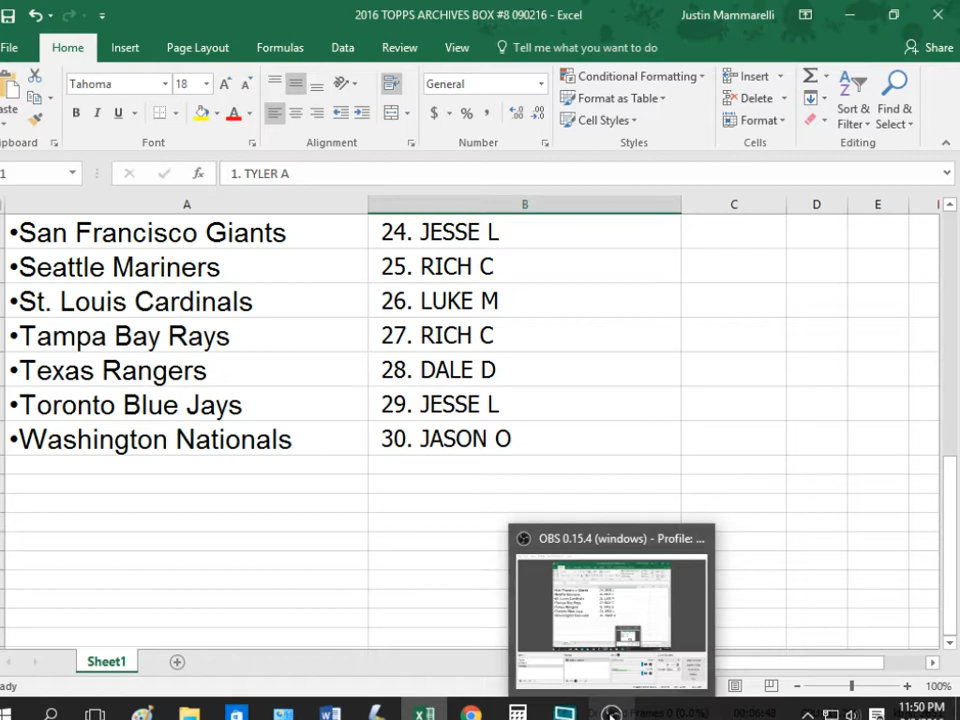 2016 TOPPS ARCHIVES BOX #8 090216 - Excel
Justin Mammarelli
File Home Insert Page Layout Formulas Data Review View Tell me what you want to do Share
Tahoma 18 General
Conditional Formatting
Format as Table
Cell Styles
Insert
Delete
Format
Sort & Filter
Find & Select
Font Alignment Number Styles Cells Editing
1. TYLER A
A B C D E
•San Francisco Giants 24. JESSE L
•Seattle Mariners 25. RICH C
•St. Louis Cardinals 26. LUKE M
•Tampa Bay Rays 27. RICH C
•Texas Rangers 28. DALE D
•Toronto Blue Jays 29. JESSE L
•Washington Nationals 30. JASON O
OBS 0.15.4 (windows) - Profile: ...
Sheet1
100%
11:50 PM